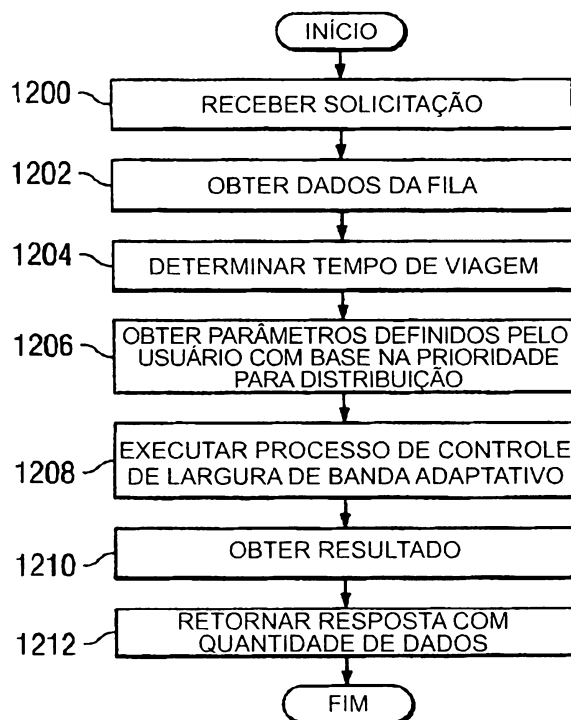 INÍCIO
1200
RECEBER SOLICITAÇÃO
1202
OBTER DADOS DA FILA
1204
DETERMINAR TEMPO DE VIAGEM
1206
OBTER PARÂMETROS DEFINIDOS PELO
USUÁRIO COM BASE NA PRIORIDADE
PARA DISTRIBUIÇÃO
1208
EXECUTAR PROCESSO DE CONTROLE
DE LARGURA DE BANDA ADAPTATIVO
1210
OBTER RESULTADO
1212
RETORNAR RESPOSTA COM
QUANTIDADE DE DADOS
FIM